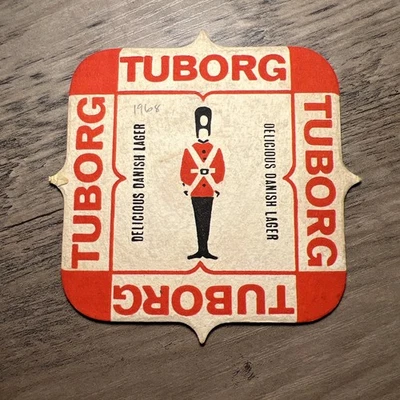 TUBORG
1968
TUBORG
DELICIOUS DANISH LAGER
DELICIOUS DANISH LAGER
TUBORG
TUBORG